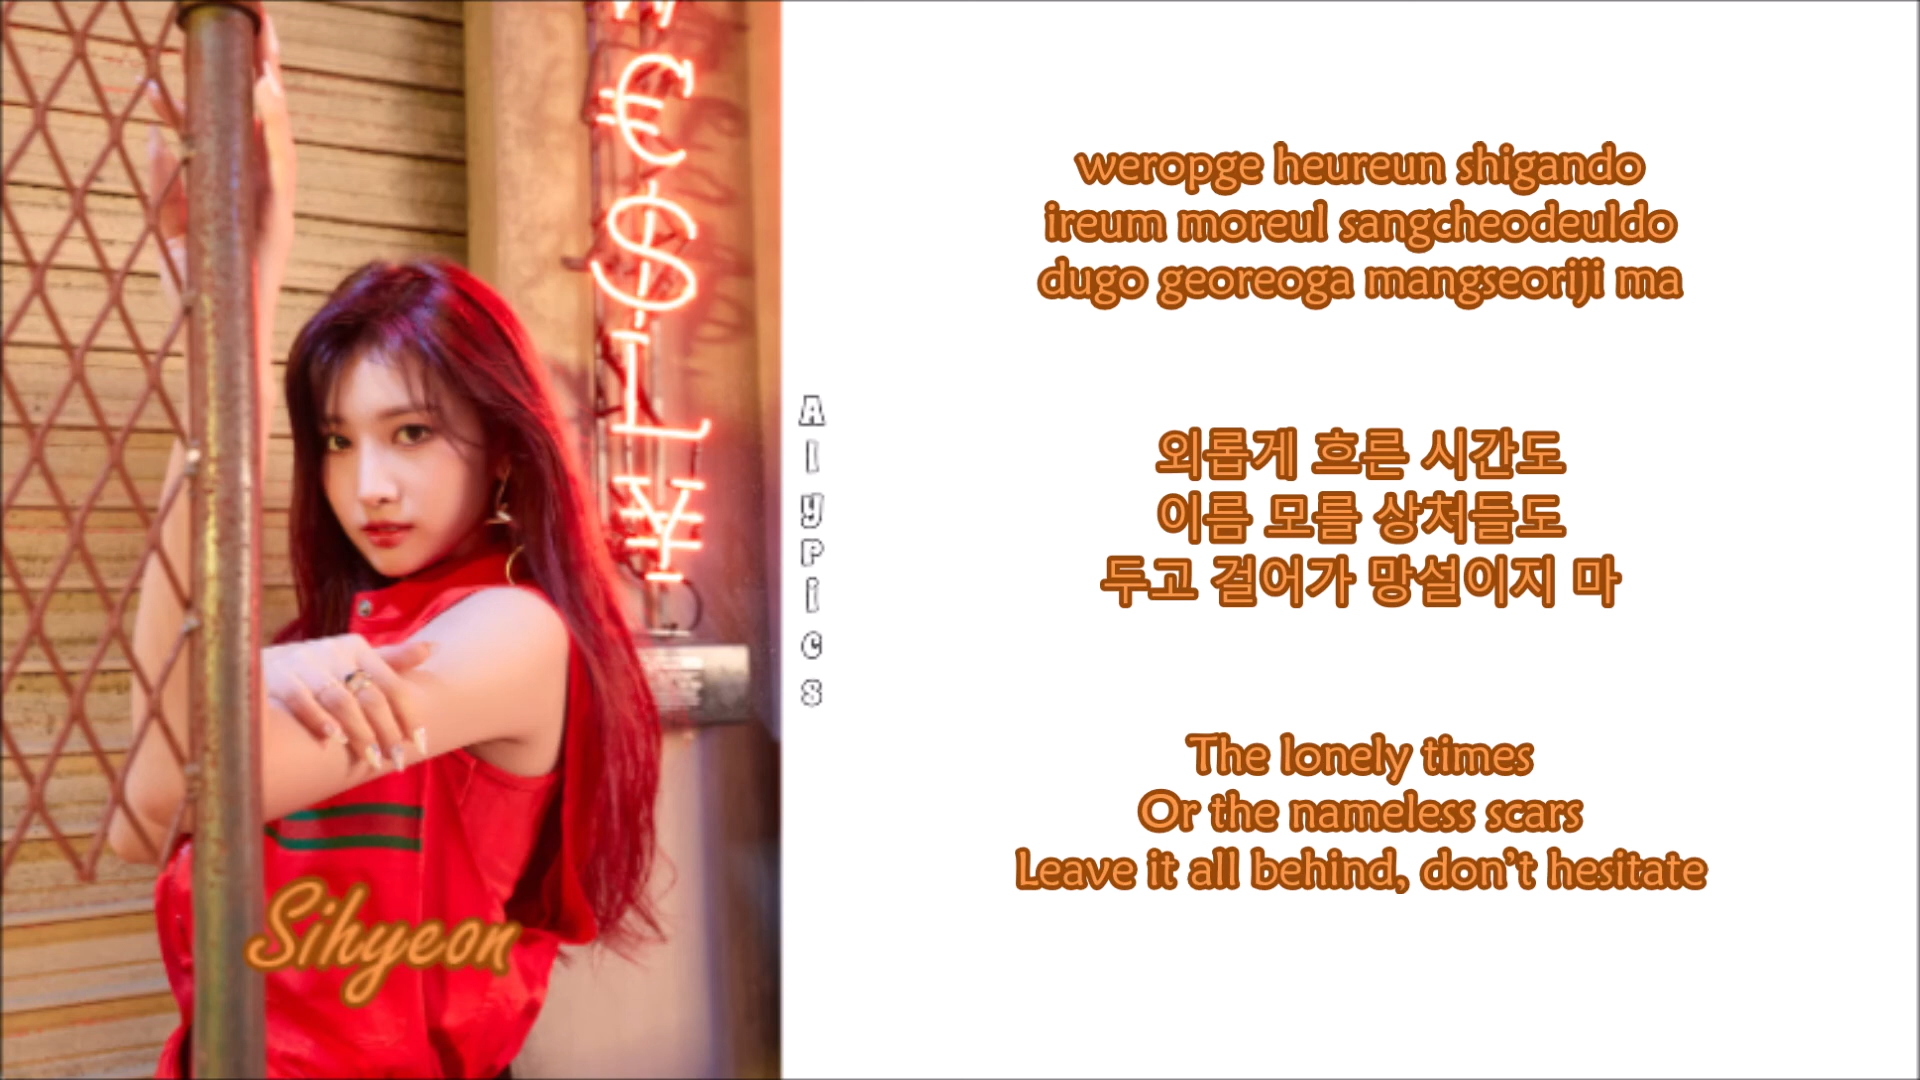 W
€
$
L
¥
Sihyeon
AlyPics
weropge heureun shigando
ireum moreul sangcheodeuldo
dugo georeoga mangseoriji ma
외롭게 흐른 시간도
이름 모를 상처들도
두고 걸어가 망설이지 마
The lonely times
Or the nameless scars
Leave it all behind, don’t hesitate